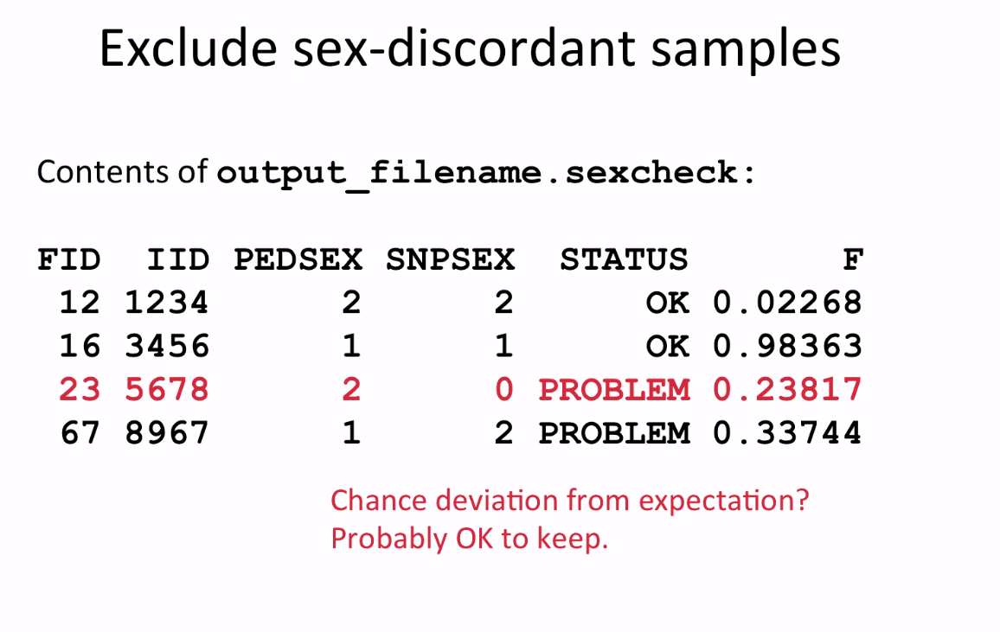 Exclude sex-discordant samples
Contents of output_filename.sexcheck:
FID IID PEDSEX SNPSEX STATUS F
12 1234 2 2 OK 0.02268
16 3456 1 1 OK 0.98363
23 5678 2 0 PROBLEM 0.23817
67 8967 1 2 PROBLEM 0.33744
Chance deviation from expectation?
Probably OK to keep.